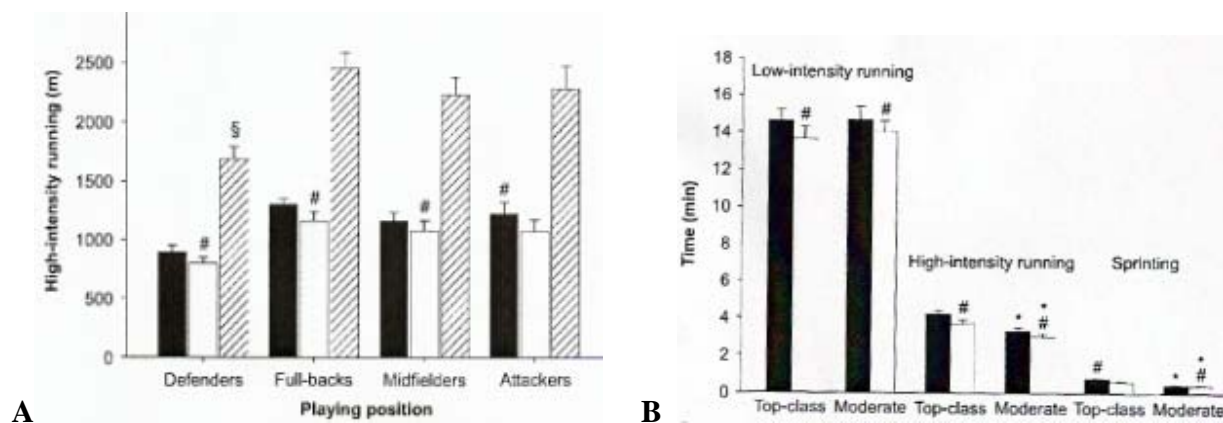 A
High-intensity running (m)
2500
2000
1500
1000
500
0
§
#
#
#
#
Defenders Full-backs Midfielders Attackers
Playing position
B
Time (min)
18
16
14
12
10
8
6
4
2
0
Low-intensity running
# #
High-intensity running Sprinting
# * *
#
# * *
#
Top-class Moderate Top-class Moderate Top-class Moderate